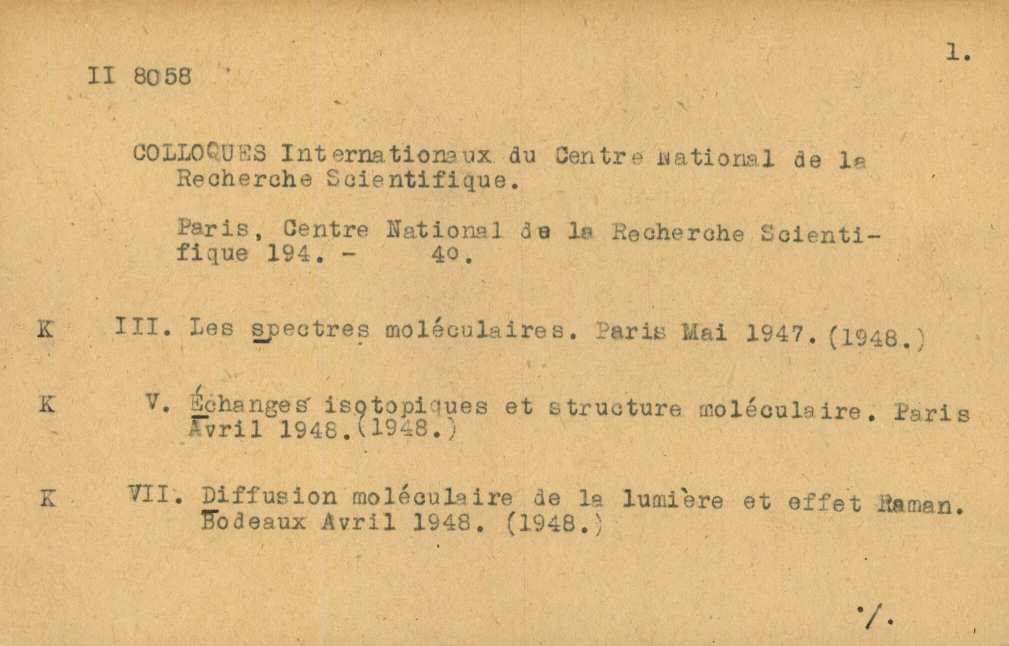 1.
II 8058
COLLOQUES Internationaux du Centre National de la
Recherche Scientifique.
Paris, Centre National de la Recherche Scienti-
fique 194. - 4o.
K III. Les spectres moléculaires. Paris Mai 1947. (1948.)
K V. Échanges isotopiques et structure moléculaire. Paris
Avril 1948. (1948.)
K VII. Diffusion moléculaire de la lumière et effet Raman.
Bodeaux Avril 1948. (1948.)
./.